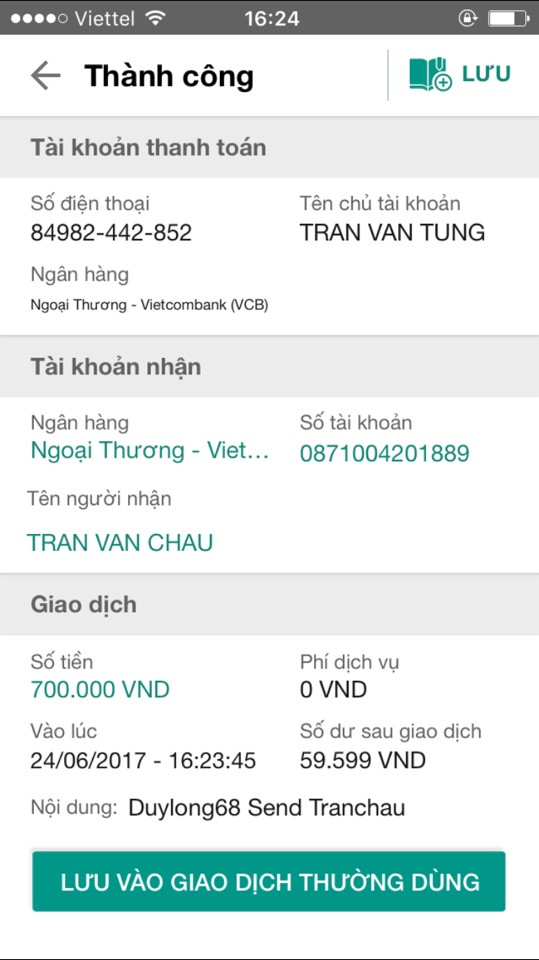 Viettel 16:24
Thành công LƯU
Tài khoản thanh toán
Số điện thoại Tên chủ tài khoản
84982-442-852 TRAN VAN TUNG
Ngân hàng
Ngoại Thương - Vietcombank (VCB)
Tài khoản nhận
Ngân hàng Số tài khoản
Ngoại Thương - Viet... 0871004201889
Tên người nhận
TRAN VAN CHAU
Giao dịch
Số tiền Phí dịch vụ
700.000 VND 0 VND
Vào lúc Số dư sau giao dịch
24/06/2017 - 16:23:45 59.599 VND
Nội dung: Duylong68 Send Tranchau
LƯU VÀO GIAO DỊCH THƯỜNG DÙNG